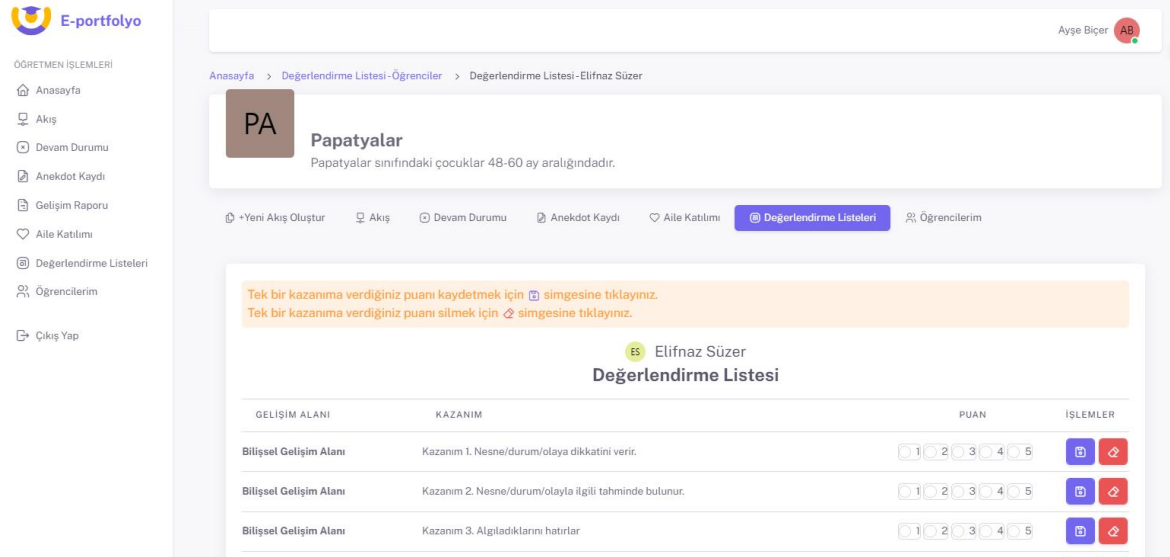 E-portfolyo
Ayşe Biçer AB
ÖĞRETMEN İŞLEMLERİ
Anasayfa
Akış
Devam Durumu
Anekdot Kaydı
Gelişim Raporu
Aile Katılımı
Değerlendirme Listeleri
Öğrencilerim
Çıkış Yap
Anasayfa > Değerlendirme Listesi-Öğrenciler > Değerlendirme Listesi-Elifnaz Süzer
PA
Papatyalar
Papatyalar sınıfındaki çocuklar 48-60 ay aralığındadır.
+Yeni Akış Oluştur Akış Devam Durumu Anekdot Kaydı Aile Katılımı Değerlendirme Listeleri Öğrencilerim
Tek bir kazanıma verdiğiniz puanı kaydetmek için simgesine tıklayınız.
Tek bir kazanıma verdiğiniz puanı silmek için simgesine tıklayınız.
ES Elifnaz Süzer
Değerlendirme Listesi
GELİŞİM ALANI KAZANIM PUAN İŞLEMLER
Bilişsel Gelişim Alanı Kazanım 1. Nesne/durum/olaya dikkatini verir. 1 2 3 4 5
Bilişsel Gelişim Alanı Kazanım 2. Nesne/durum/olayla ilgili tahminde bulunur. 1 2 3 4 5
Bilişsel Gelişim Alanı Kazanım 3. Algıladıklarını hatırlar 1 2 3 4 5